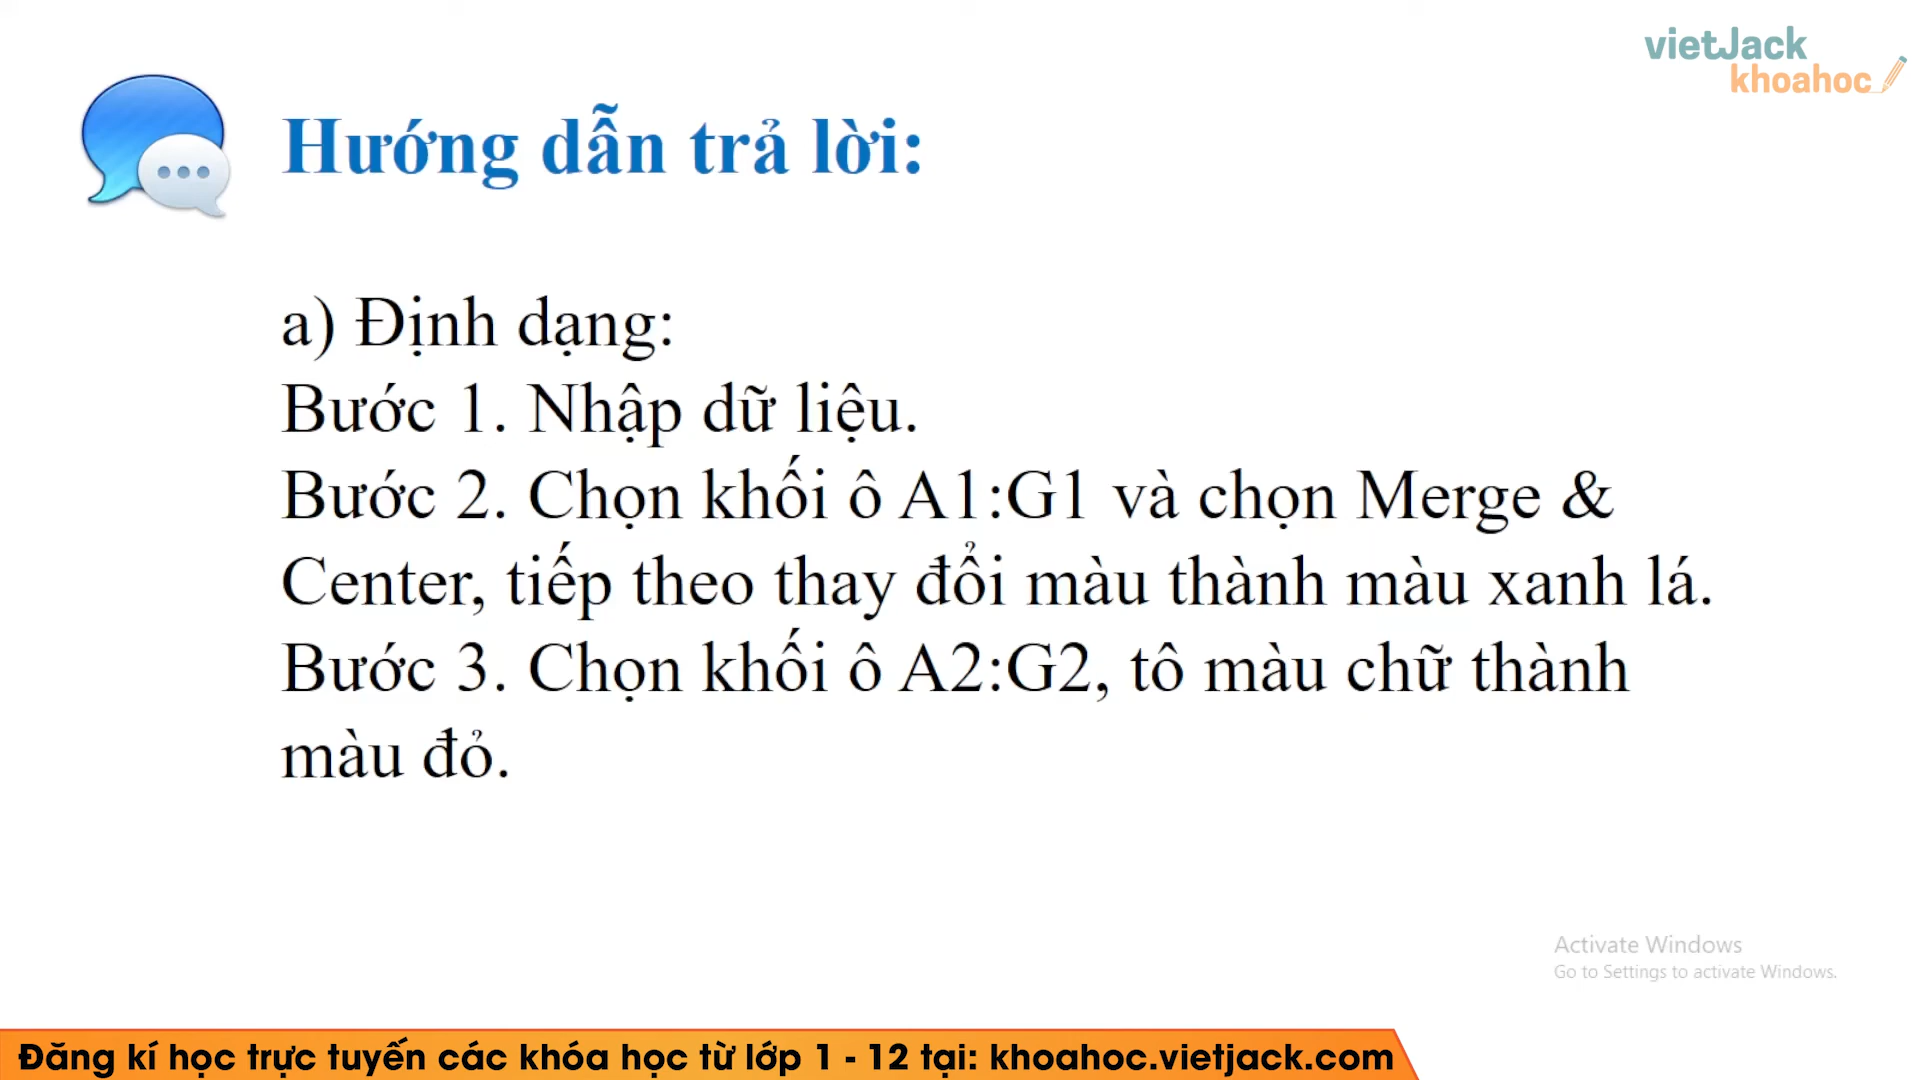 vietJack
khoahoc
Hướng dẫn trả lời:
a) Định dạng:
Bước 1. Nhập dữ liệu.
Bước 2. Chọn khối ô A1:G1 và chọn Merge &
Center, tiếp theo thay đổi màu thành màu xanh lá.
Bước 3. Chọn khối ô A2:G2, tô màu chữ thành
màu đỏ.
Activate Windows
Go to Settings to activate Windows.
Đăng kí học trực tuyến các khóa học từ lớp 1 - 12 tại: khoahoc.vietjack.com